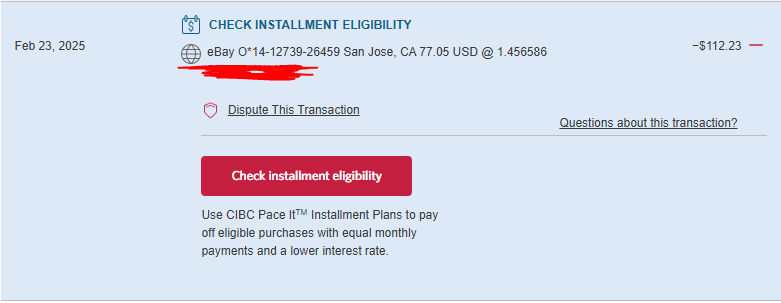 CHECK INSTALLMENT ELIGIBILITY
Feb 23, 2025
eBay O*14-12739-26459 San Jose, CA 77.05 USD @ 1.456586
−$112.23
Dispute This Transaction
Questions about this transaction?
Check installment eligibility
Use CIBC Pace It™ Installment Plans to pay
off eligible purchases with equal monthly
payments and a lower interest rate.